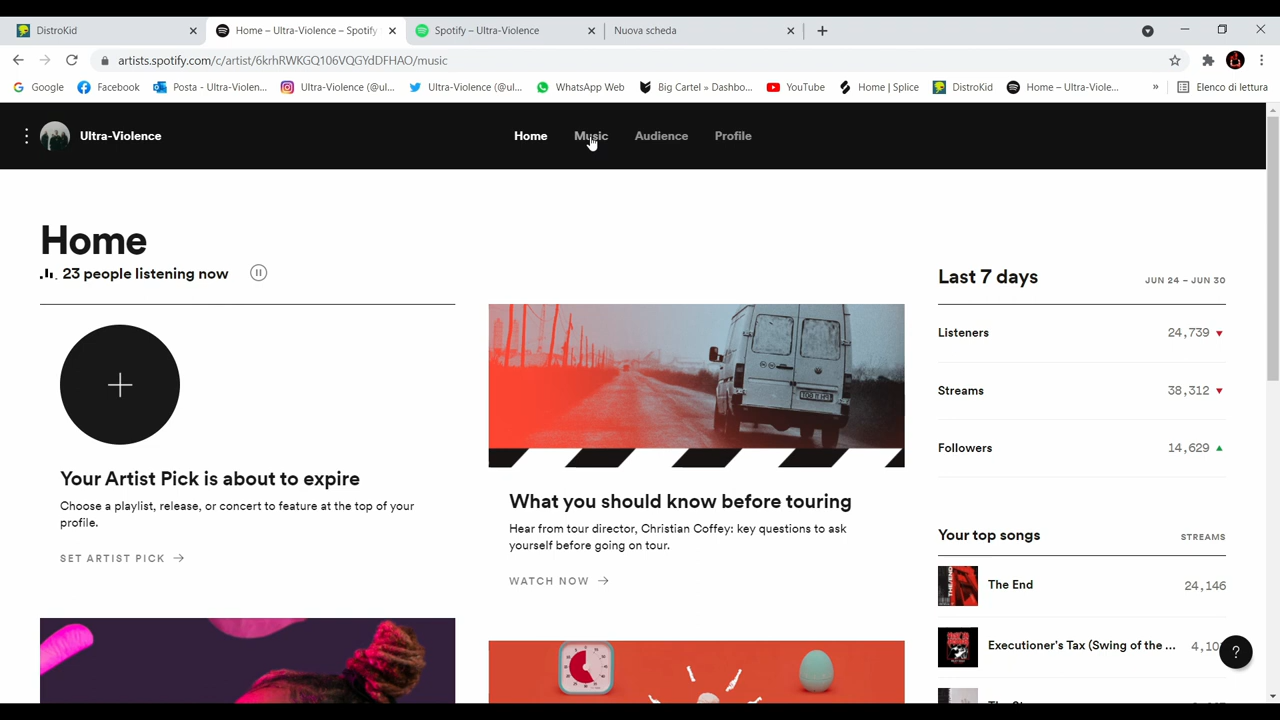 DistroKid
Home – Ultra-Violence – Spotify
Spotify – Ultra-Violence
Nuova scheda
artists.spotify.com/c/artist/6krhRWKGQ106VQGYdDFHAO/music
Google
Facebook
Posta - Ultra-Violen...
Ultra-Violence (@ul...
Ultra-Violence (@ul...
WhatsApp Web
Big Cartel » Dashbo...
YouTube
Home | Splice
DistroKid
Home – Ultra-Viole...
»
Elenco di lettura
Ultra-Violence
Home
Music
Audience
Profile
Home
23 people listening now
Your Artist Pick is about to expire
Choose a playlist, release, or concert to feature at the top of your
profile.
SET ARTIST PICK →
What you should know before touring
Hear from tour director, Christian Coffey: key questions to ask
yourself before going on tour.
WATCH NOW →
Last 7 days
JUN 24 – JUN 30
Listeners 24,739
Streams 38,312
Followers 14,629
Your top songs
STREAMS
The End 24,146
Executioner's Tax (Swing of the ...
?